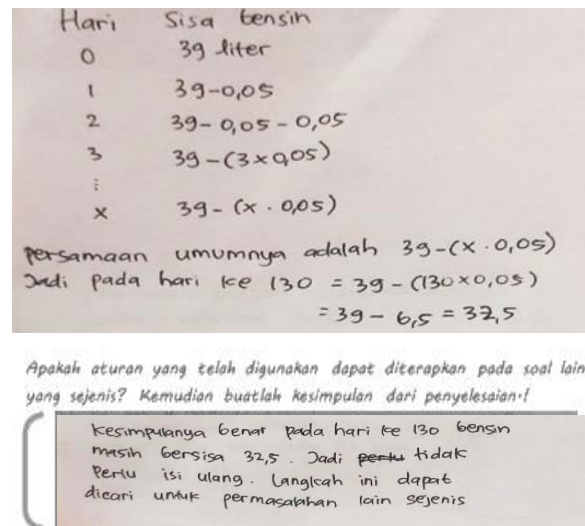 Hari Sisa bensin
0 39 liter
1 39-0,05
2 39-0,05-0,05
3 39-(3×0,05)
⋮
x 39-(x . 0,05)
persamaan umumnya adalah 39-(x . 0,05)
Jadi pada hari ke 130 = 39-(130×0,05)
= 39-6,5 = 32,5
Apakah aturan yang telah digunakan dapat diterapkan pada soal lain
yang sejenis? Kemudian buatlah kesimpulan dari penyelesaian.!
Kesimpulanya benar pada hari ke 130 bensin
masih bersisa 32,5. Jadi perlu tidak
Perlu isi ulang. Langkah ini dapat
dicari untuk permasalahan lain sejenis